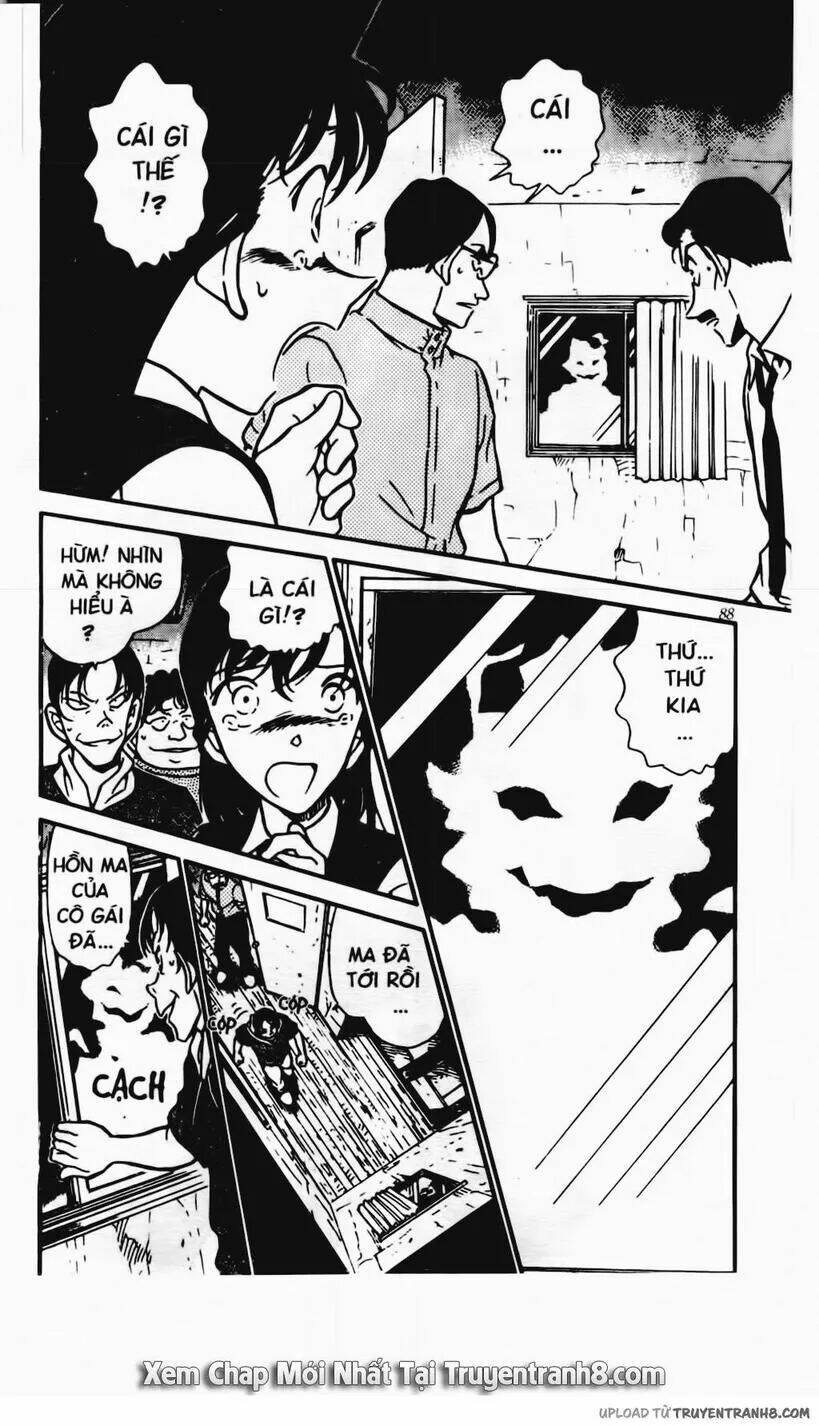 CÁI GÌ
THẾ
!?
CÁI
...
HỪM! NHÌN
MÀ KHÔNG
HIỂU À
?
LÀ CÁI
GÌ!?
88
THỨ...
THỨ
KIA
...
HỒN MA
CỦA
CÔ GÁI
ĐÃ...
CẠCH
MA ĐÃ
TỚI RỒI
...
CỘP
CỘP
Xem Chap Mới Nhất Tại Truyentranh8.com
UPLOAD TỪ TRUYENTRANH8.COM